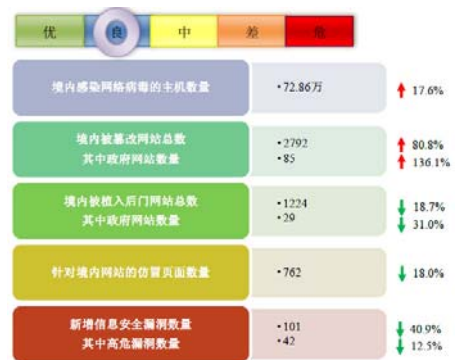 优 良 中 差 危
境内感染网络病毒的主机数量 •72.86万 17.6%
境内被篡改网站总数 •2792 80.8%
其中政府网站数量 •85 136.1%
境内被植入后门网站总数 •1224 18.7%
其中政府网站数量 •29 31.0%
针对境内网站的仿冒页面数量 •762 18.0%
新增信息安全漏洞数量 •101 40.9%
其中高危漏洞数量 •42 12.5%